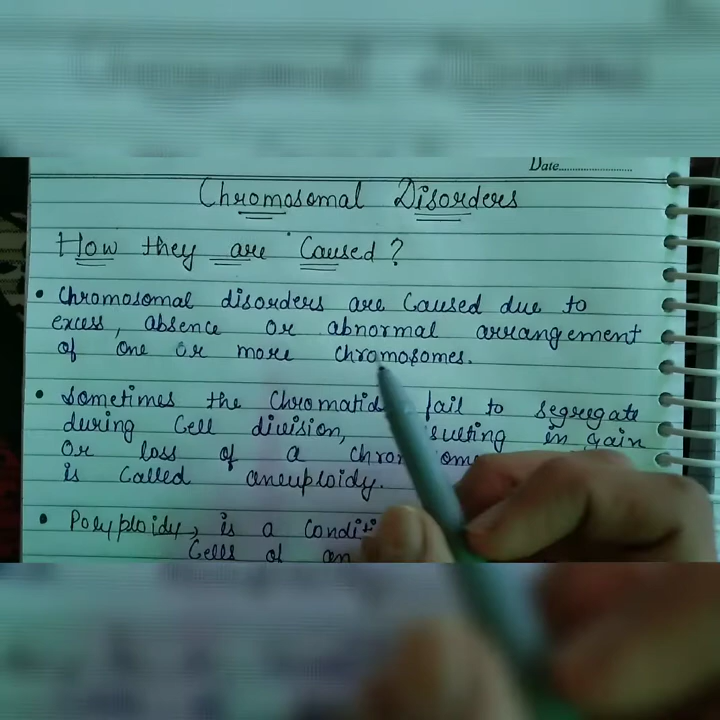 Date
Chromosomal Disorders
How they are Caused?
• Chromosomal disorders are Caused due to
excess, absence or abnormal arrangement
of one or more chromosomes.
• Sometimes the Chromatid fail to segregate
during Cell division, in gain
Or loss of a
is Called aneuploidy.
• Polyploidy, is a
Cells of an